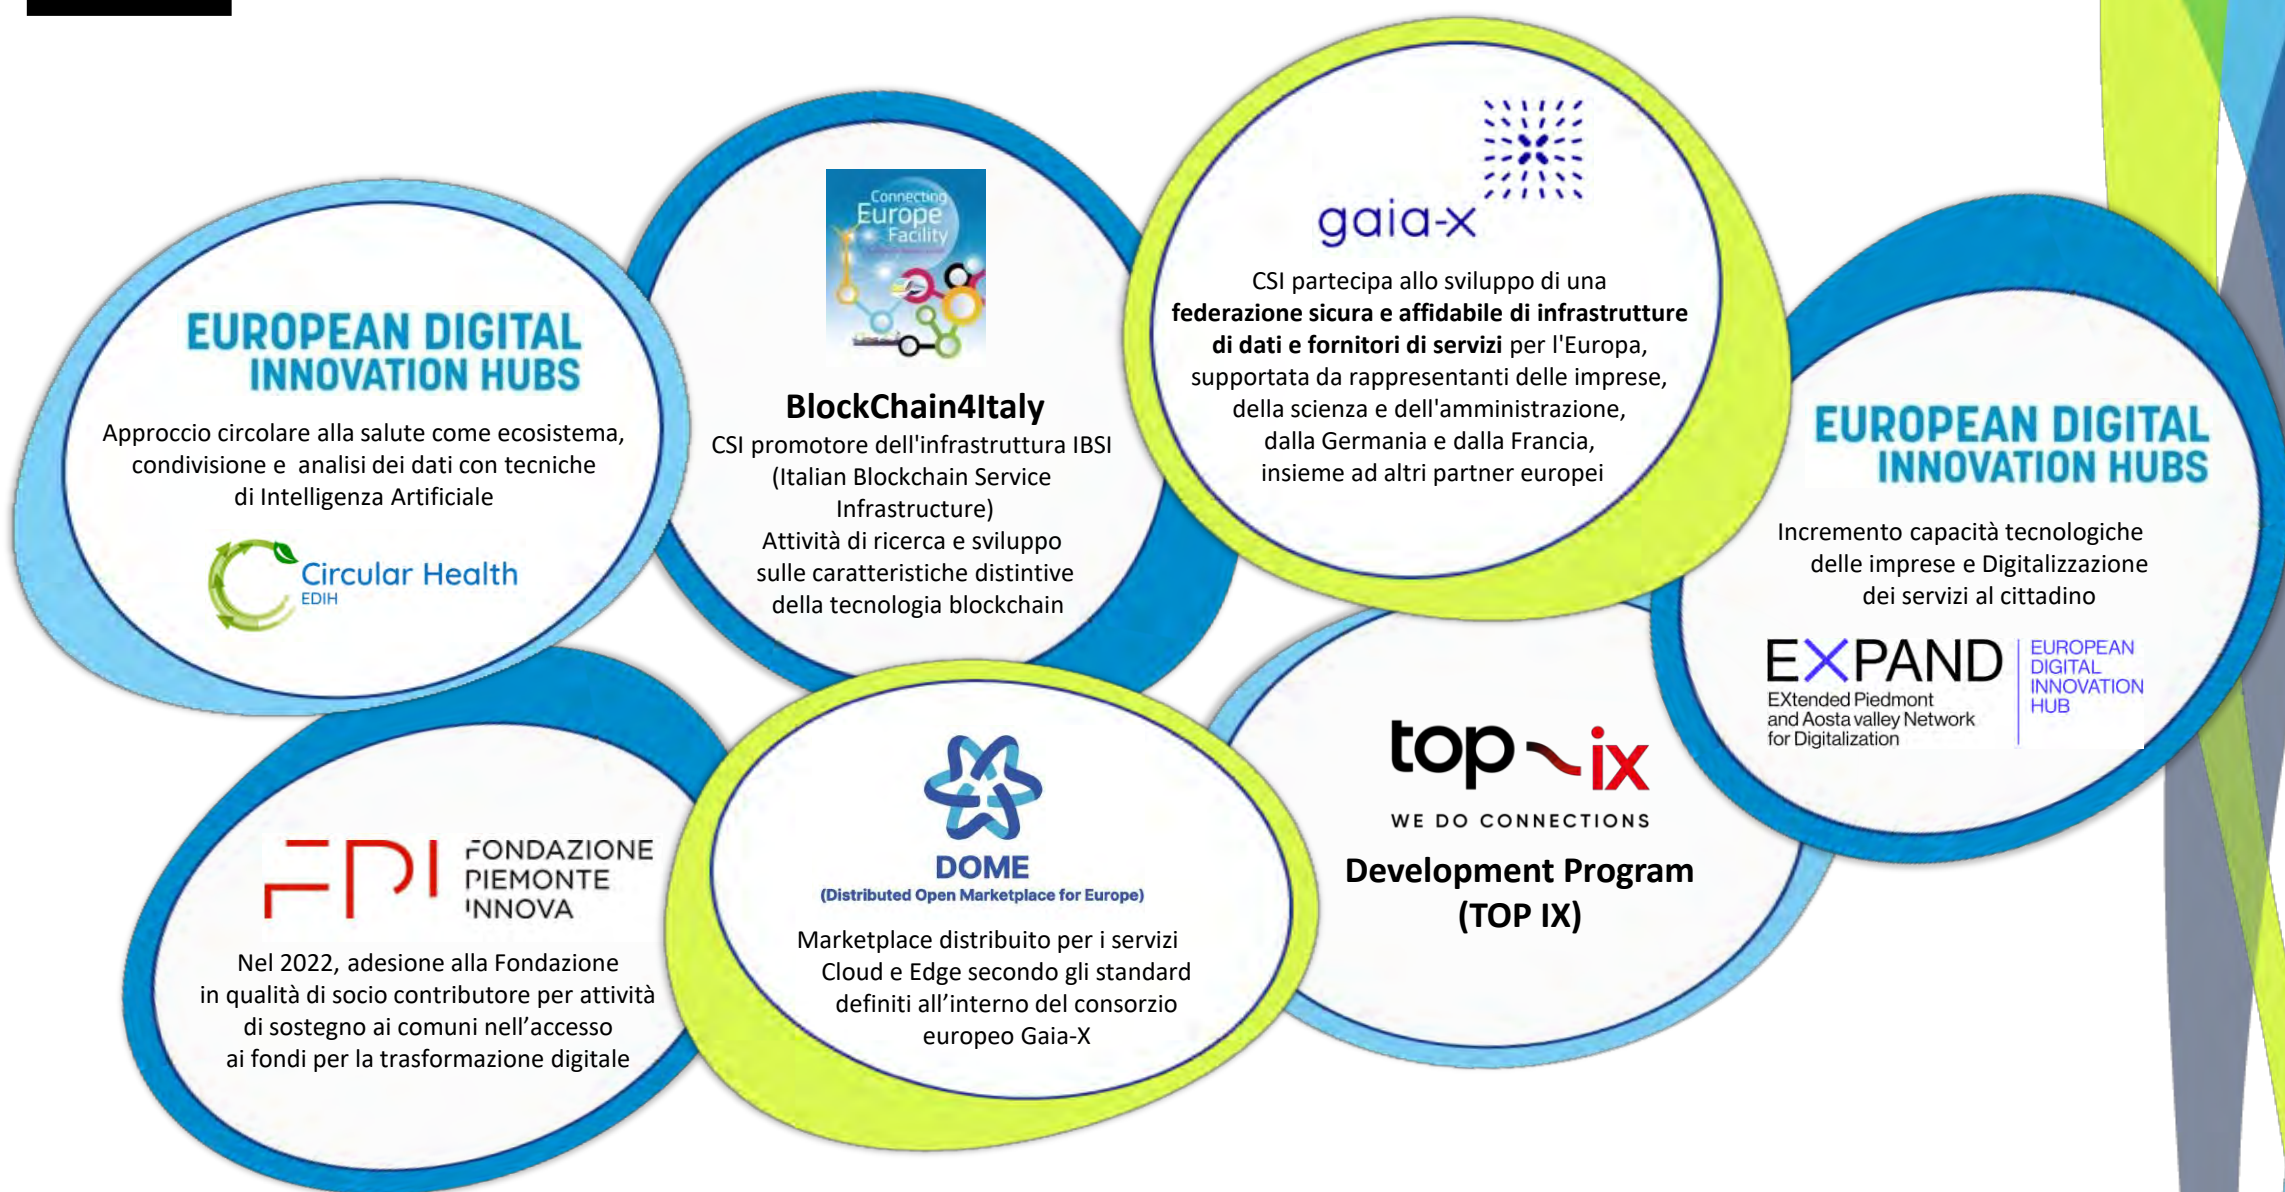 EUROPEAN DIGITAL
INNOVATION HUBS
Approccio circolare alla salute come ecosistema,
condivisione e analisi dei dati con tecniche
di Intelligenza Artificiale
Circular Health
EDIH
Connecting
Europe
Facility
BlockChain4Italy
CSI promotore dell'infrastruttura IBSI
(Italian Blockchain Service
Infrastructure)
Attività di ricerca e sviluppo
sulle caratteristiche distintive
della tecnologia blockchain
gaia-x
CSI partecipa allo sviluppo di una
federazione sicura e affidabile di infrastrutture
di dati e fornitori di servizi per l'Europa,
supportata da rappresentanti delle imprese,
della scienza e dell'amministrazione,
dalla Germania e dalla Francia,
insieme ad altri partner europei
EUROPEAN DIGITAL
INNOVATION HUBS
Incremento capacità tecnologiche
delle imprese e Digitalizzazione
dei servizi al cittadino
EXPAND
EXtended Piedmont
and Aosta valley Network
for Digitalization
EUROPEAN
DIGITAL
INNOVATION
HUB
FPI
FONDAZIONE
PIEMONTE
INNOVA
Nel 2022, adesione alla Fondazione
in qualità di socio contributore per attività
di sostegno ai comuni nell’accesso
ai fondi per la trasformazione digitale
DOME
(Distributed Open Marketplace for Europe)
Marketplace distribuito per i servizi
Cloud e Edge secondo gli standard
definiti all’interno del consorzio
europeo Gaia-X
top-ix
WE DO CONNECTIONS
Development Program
(TOP IX)